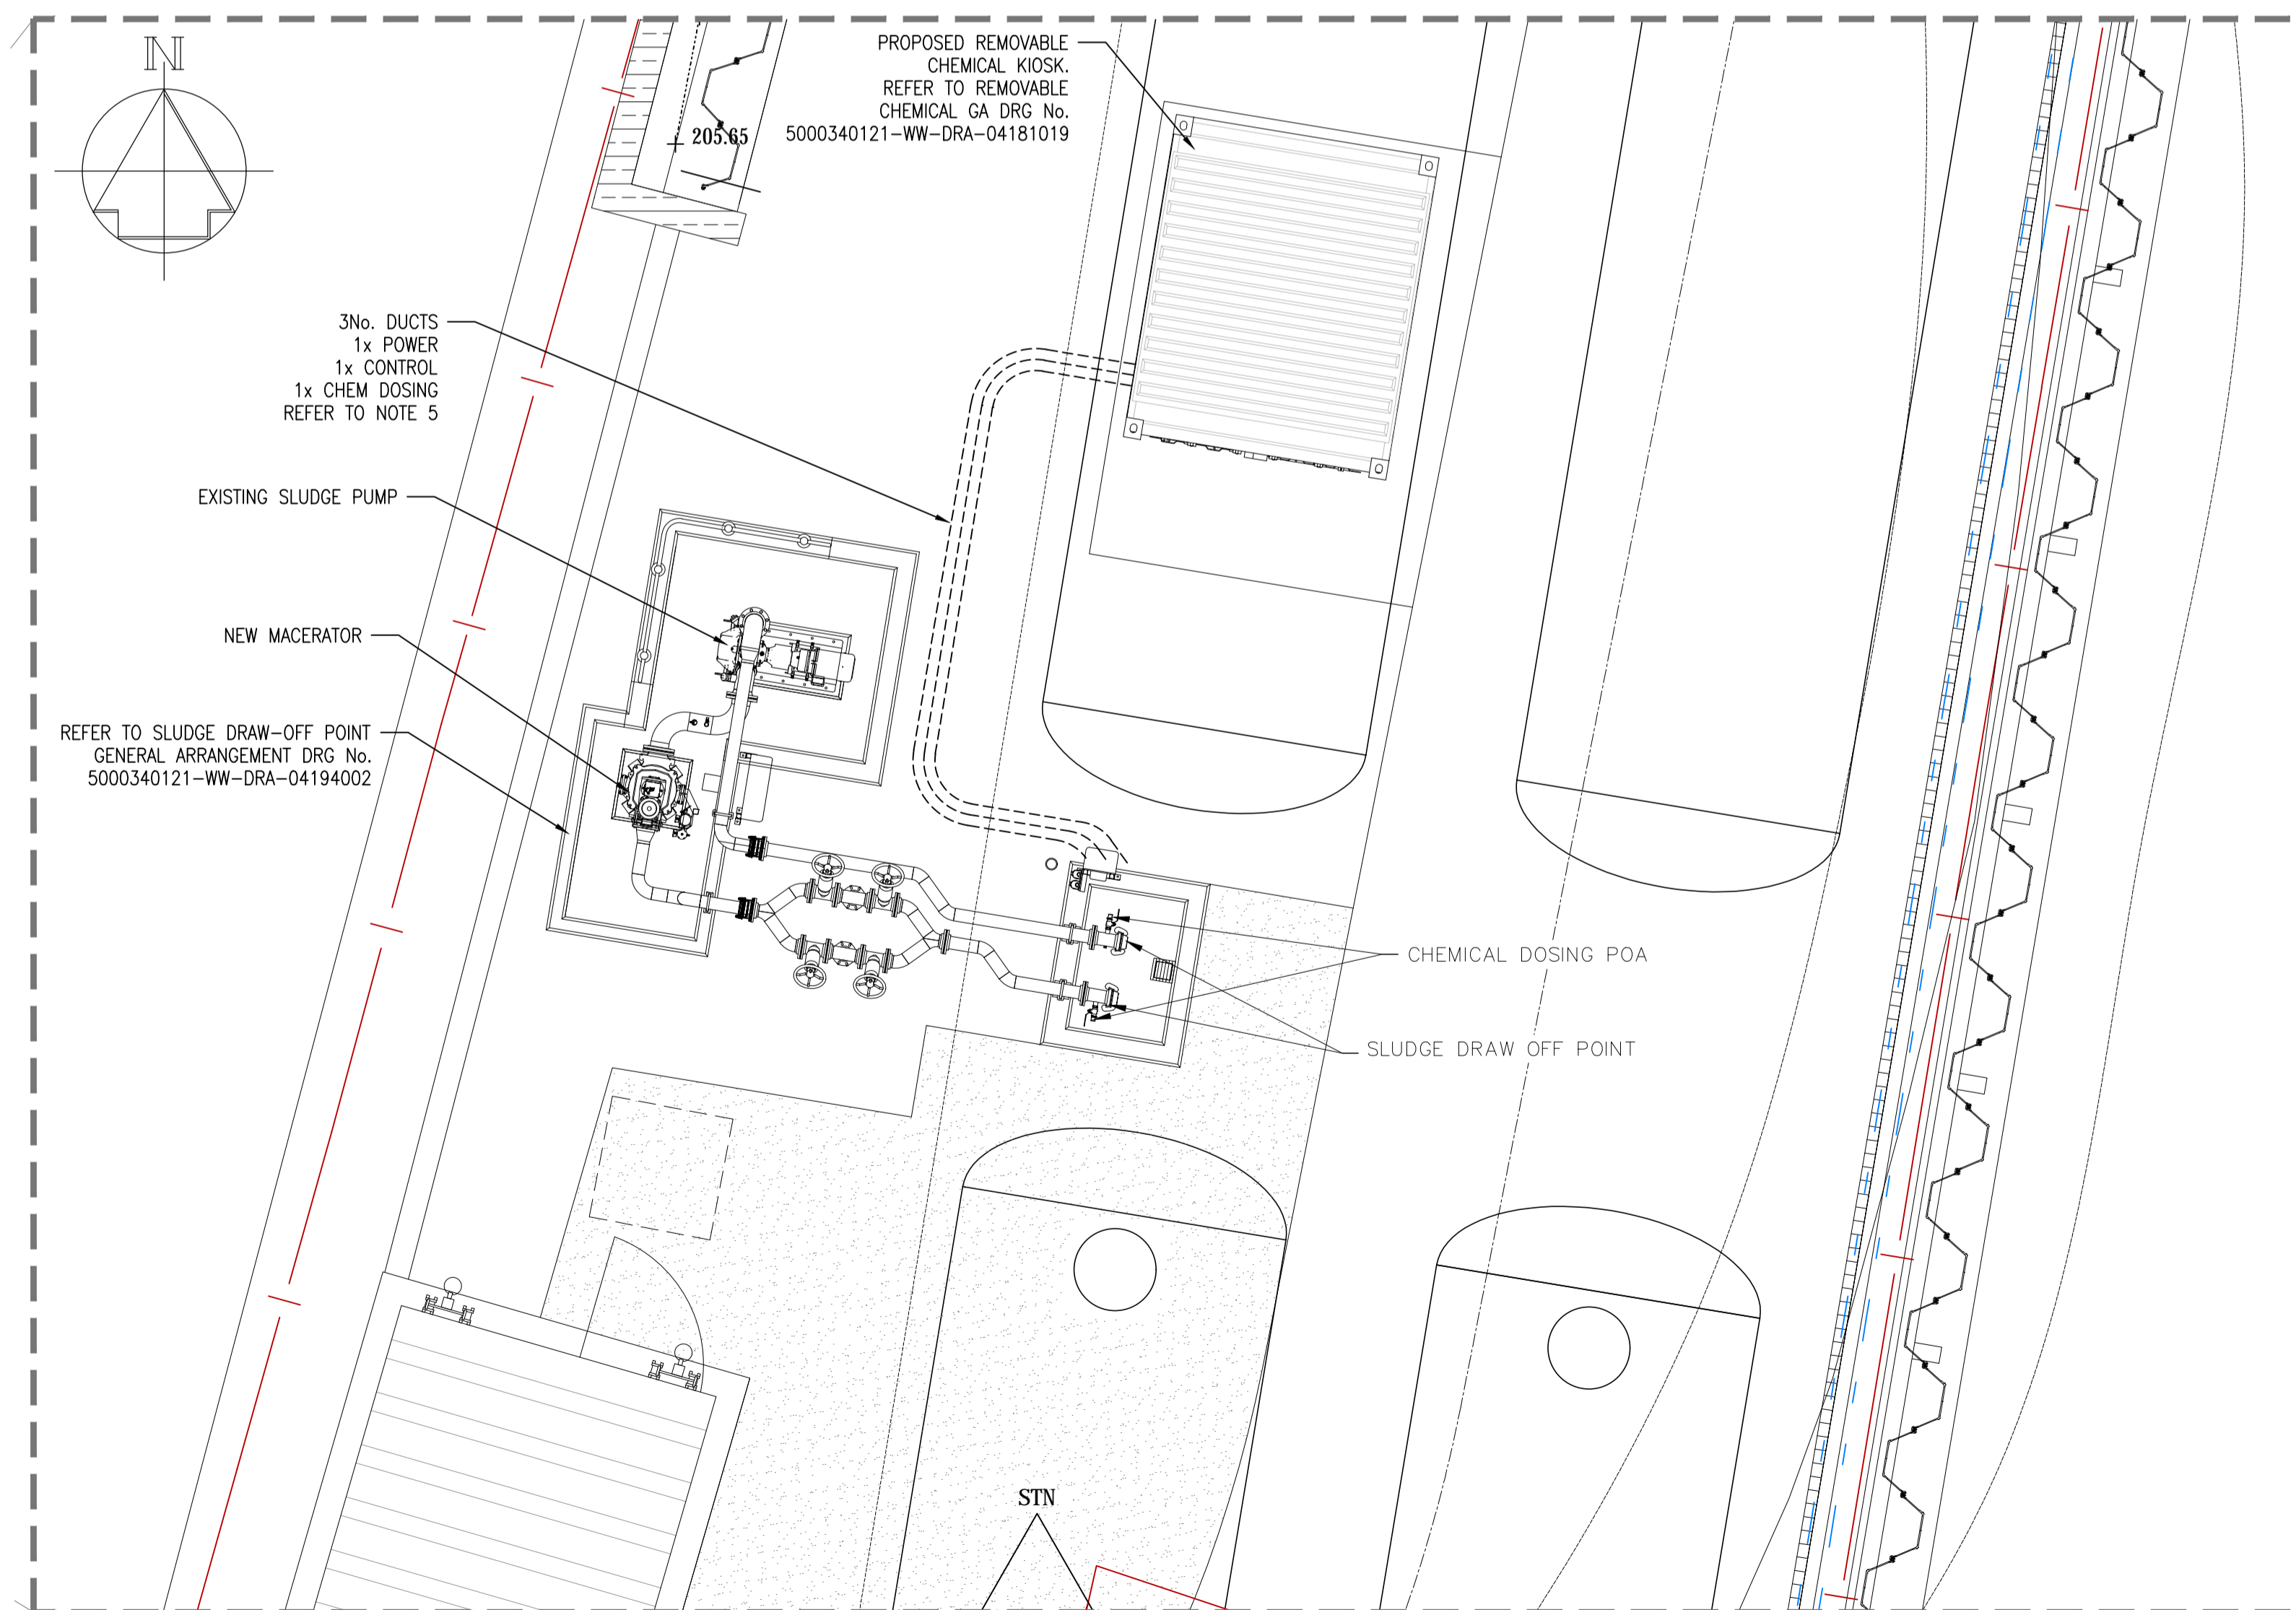 N
PROPOSED REMOVABLE
CHEMICAL KIOSK.
REFER TO REMOVABLE
CHEMICAL GA DRG No.
5000340121-WW-DRA-04181019
205.65
3No. DUCTS
1x POWER
1x CONTROL
1x CHEM DOSING
REFER TO NOTE 5
EXISTING SLUDGE PUMP
NEW MACERATOR
REFER TO SLUDGE DRAW-OFF POINT
GENERAL ARRANGEMENT DRG No.
5000340121-WW-DRA-04194002
CHEMICAL DOSING POA
SLUDGE DRAW OFF POINT
STN